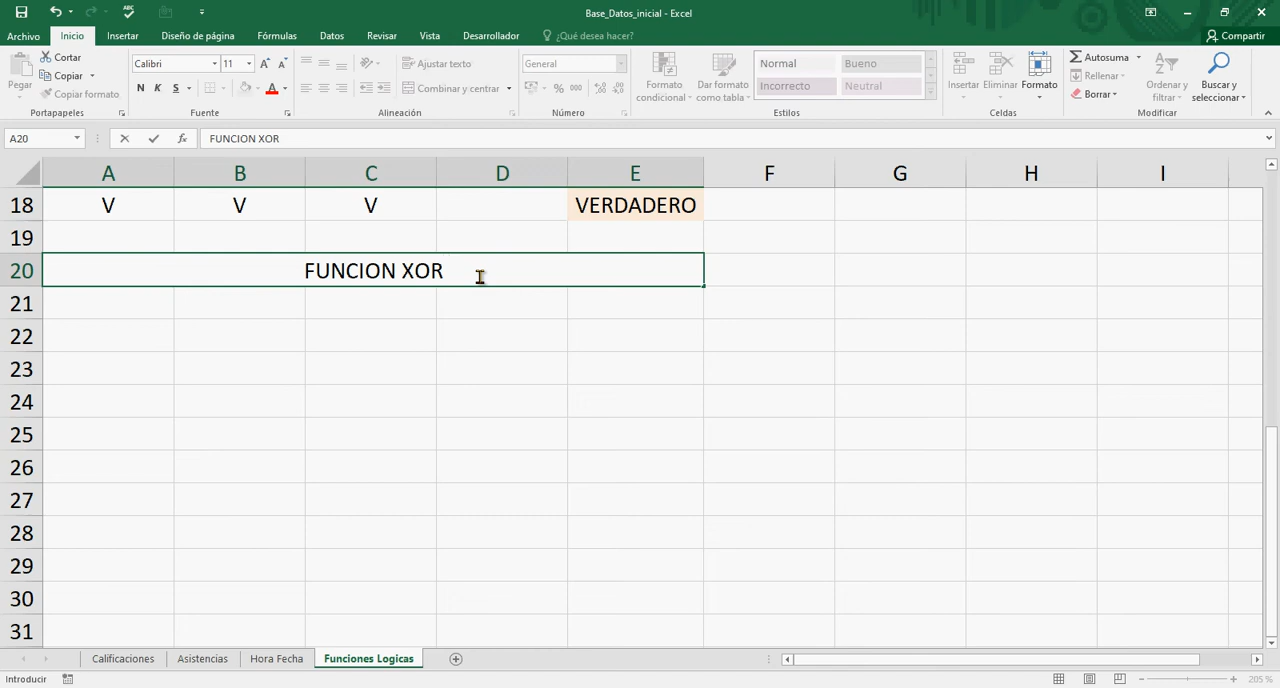 Base_Datos_inicial - Excel
Archivo Inicio Insertar Diseño de página Fórmulas Datos Revisar Vista Desarrollador ¿Qué desea hacer? Compartir
Pegar Cortar Copiar Copiar formato
Calibri 11
N K S
Ajustar texto
Combinar y centrar
General
% 000
Formato condicional Dar formato como tabla
Normal Bueno
Incorrecto Neutral
Insertar Eliminar Formato
Autosuma
Rellenar
Borrar
Ordenar y filtrar Buscar y seleccionar
Portapapeles Fuente Alineación Número Estilos Celdas Modificar
A20 fx FUNCION XOR
A B C D E F G H I
18 V V V VERDADERO
19
20 FUNCION XOR
21
22
23
24
25
26
27
28
29
30
31
Calificaciones Asistencias Hora Fecha Funciones Logicas
Introducir 205 %